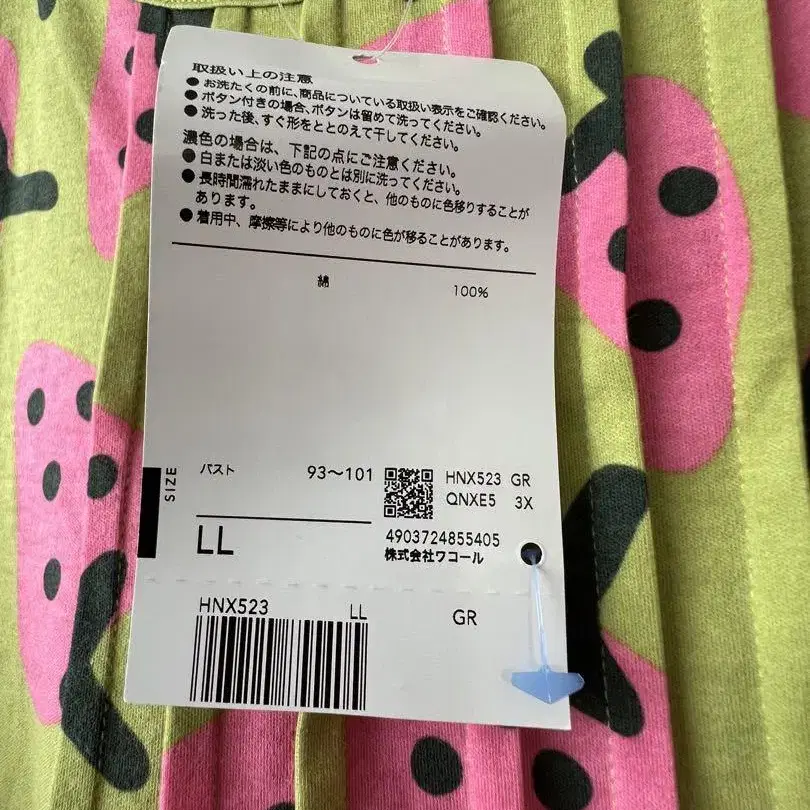 取扱い上の注意
● お洗たくの前に、商品についている取扱い表示をご確認ください。
● ボタン付きの場合、ボタンは留めて洗ってください。
● 洗った後、すぐ形をととのえて干してください。
濃色の場合は、下記の点にご注意ください。
● 白または淡い色のものとは別に洗ってください。
● 長時間濡れたままにしておくと、他のものに色移りすることが
あります。
● 着用中、摩擦等により他のものに色が移ることがあります。
綿 100%
SIZE
バスト 93〜101
LL
HNX523 GR
QNXE5 3X
4903724855405
株式会社ワコール
HNX523 LL GR